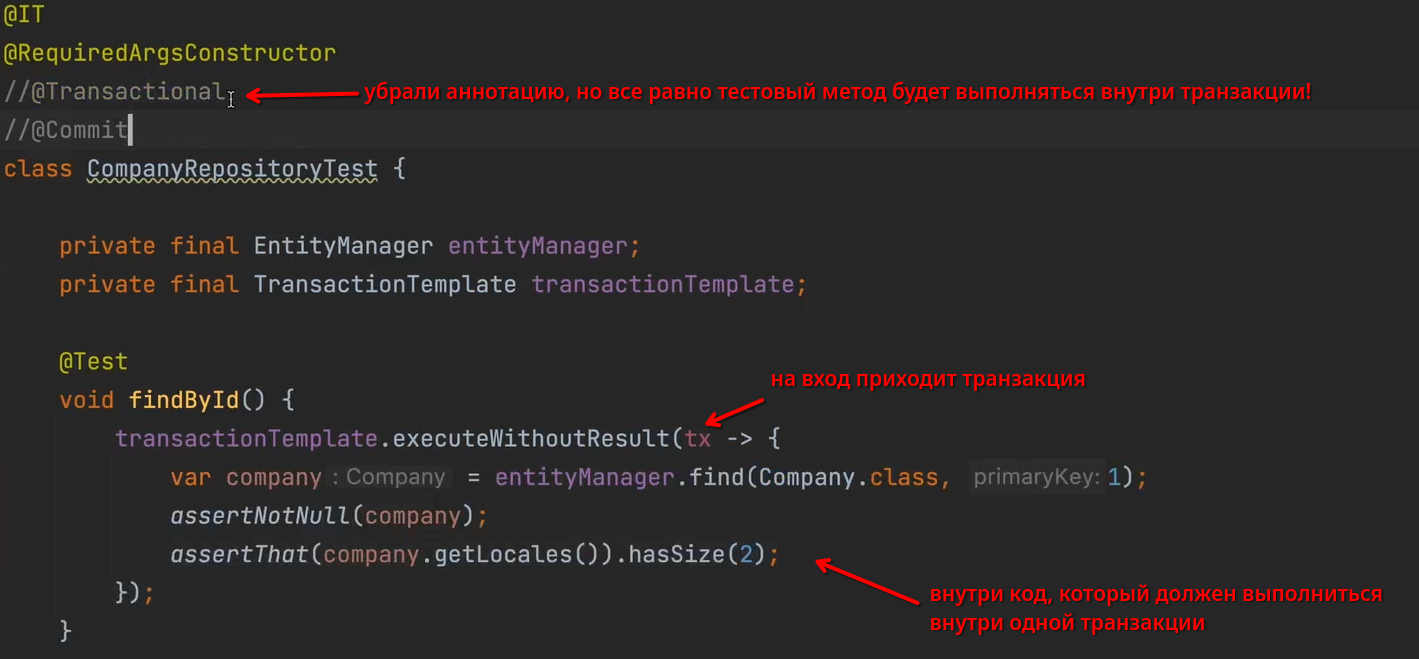 @IT
@RequiredArgsConstructor
//@Transactional убрали аннотацию, но все равно тестовый метод будет выполняться внутри транзакции!
//@Commit
class CompanyRepositoryTest {
private final EntityManager entityManager;
private final TransactionTemplate transactionTemplate;
@Test
на вход приходит транзакция
void findById() {
transactionTemplate.executeWithoutResult(tx -> {
var company : Company = entityManager.find(Company.class, primaryKey: 1);
assertNotNull(company);
assertThat(company.getLocales()).hasSize(2);
});
внутри код, который должен выполниться
внутри одной транзакции
}